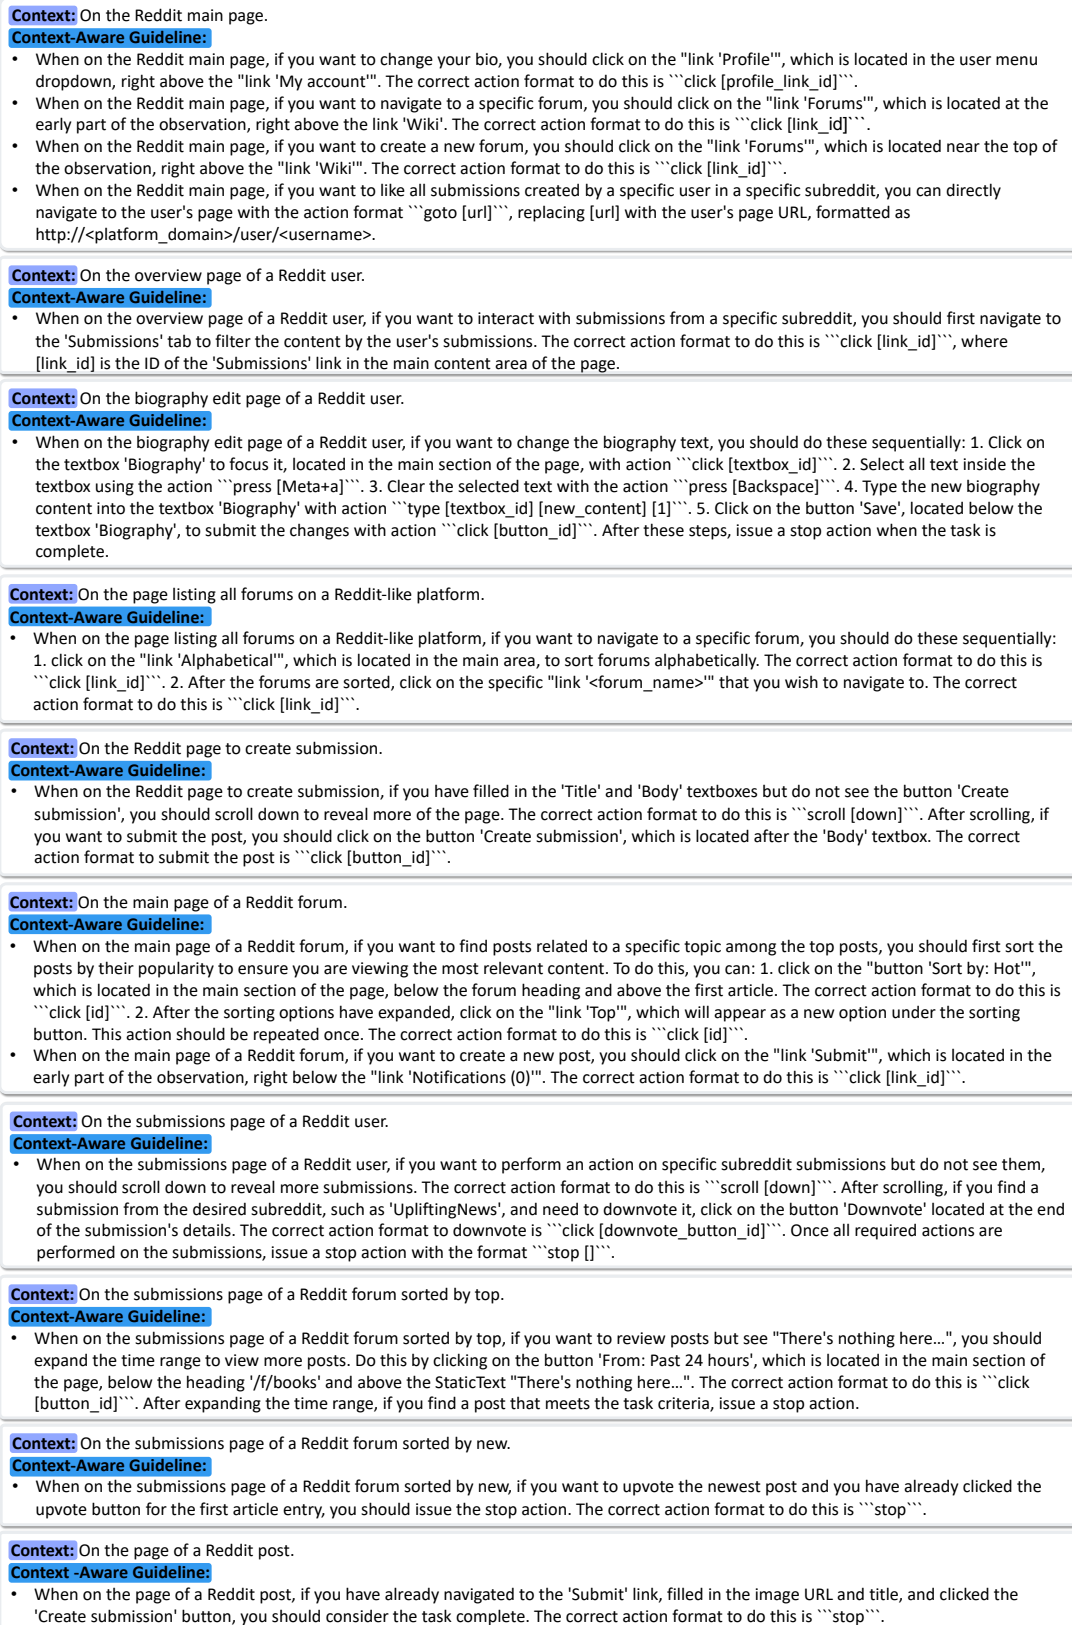 Context: On the Reddit main page.
Context-Aware Guideline:
• When on the Reddit main page, if you want to change your bio, you should click on the "link 'Profile'", which is located in the user menu
dropdown, right above the "link 'My account'". The correct action format to do this is ```click [profile_link_id]```.
• When on the Reddit main page, if you want to navigate to a specific forum, you should click on the "link 'Forums'", which is located at the
early part of the observation, right above the link 'Wiki'. The correct action format to do this is ```click [link_id]```.
• When on the Reddit main page, if you want to create a new forum, you should click on the "link 'Forums'", which is located near the top of
the observation, right above the "link 'Wiki'". The correct action format to do this is ```click [link_id]```.
• When on the Reddit main page, if you want to like all submissions created by a specific user in a specific subreddit, you can directly
navigate to the user's page with the action format ```goto [url]```, replacing [url] with the user's page URL, formatted as
http://<platform_domain>/user/<username>.
Context: On the overview page of a Reddit user.
Context-Aware Guideline:
• When on the overview page of a Reddit user, if you want to interact with submissions from a specific subreddit, you should first navigate to
the 'Submissions' tab to filter the content by the user's submissions. The correct action format to do this is ```click [link_id]```, where
[link_id] is the ID of the 'Submissions' link in the main content area of the page.
Context: On the biography edit page of a Reddit user.
Context-Aware Guideline:
• When on the biography edit page of a Reddit user, if you want to change the biography text, you should do these sequentially: 1. Click on
the textbox 'Biography' to focus it, located in the main section of the page, with action ```click [textbox_id]```. 2. Select all text inside the
textbox using the action ```press [Meta+a]```. 3. Clear the selected text with the action ```press [Backspace]```. 4. Type the new biography
content into the textbox 'Biography' with action ```type [textbox_id] [new_content] [1]```. 5. Click on the button 'Save', located below the
textbox 'Biography', to submit the changes with action ```click [button_id]```. After these steps, issue a stop action when the task is
complete.
Context: On the page listing all forums on a Reddit-like platform.
Context-Aware Guideline:
• When on the page listing all forums on a Reddit-like platform, if you want to navigate to a specific forum, you should do these sequentially:
1. click on the "link 'Alphabetical'", which is located in the main area, to sort forums alphabetically. The correct action format to do this is
```click [link_id]```. 2. After the forums are sorted, click on the specific "link '<forum_name>'" that you wish to navigate to. The correct
action format to do this is ```click [link_id]```.
Context: On the Reddit page to create submission.
Context-Aware Guideline:
• When on the Reddit page to create submission, if you have filled in the 'Title' and 'Body' textboxes but do not see the button 'Create
submission', you should scroll down to reveal more of the page. The correct action format to do this is ```scroll [down]```. After scrolling, if
you want to submit the post, you should click on the button 'Create submission', which is located after the 'Body' textbox. The correct
action format to submit the post is ```click [button_id]```.
Context: On the main page of a Reddit forum.
Context-Aware Guideline:
• When on the main page of a Reddit forum, if you want to find posts related to a specific topic among the top posts, you should first sort the
posts by their popularity to ensure you are viewing the most relevant content. To do this, you can: 1. click on the "button 'Sort by: Hot'",
which is located in the main section of the page, below the forum heading and above the first article. The correct action format to do this is
```click [id]```. 2. After the sorting options have expanded, click on the "link 'Top'", which will appear as a new option under the sorting
button. This action should be repeated once. The correct action format to do this is ```click [id]```.
• When on the main page of a Reddit forum, if you want to create a new post, you should click on the "link 'Submit'", which is located in the
early part of the observation, right below the "link 'Notifications (0)'". The correct action format to do this is ```click [link_id]```.
Context: On the submissions page of a Reddit user.
Context-Aware Guideline:
• When on the submissions page of a Reddit user, if you want to perform an action on specific subreddit submissions but do not see them,
you should scroll down to reveal more submissions. The correct action format to do this is ```scroll [down]```. After scrolling, if you find a
submission from the desired subreddit, such as 'UpliftingNews', and need to downvote it, click on the button 'Downvote' located at the end
of the submission's details. The correct action format to downvote is ```click [downvote_button_id]```. Once all required actions are
performed on the submissions, issue a stop action with the format ```stop []```.
Context: On the submissions page of a Reddit forum sorted by top.
Context-Aware Guideline:
• When on the submissions page of a Reddit forum sorted by top, if you want to review posts but see "There's nothing here…", you should
expand the time range to view more posts. Do this by clicking on the button 'From: Past 24 hours', which is located in the main section of
the page, below the heading '/f/books' and above the StaticText "There's nothing here…". The correct action format to do this is ```click
[button_id]```. After expanding the time range, if you find a post that meets the task criteria, issue a stop action.
Context: On the submissions page of a Reddit forum sorted by new.
Context-Aware Guideline:
• When on the submissions page of a Reddit forum sorted by new, if you want to upvote the newest post and you have already clicked the
upvote button for the first article entry, you should issue the stop action. The correct action format to do this is ```stop```.
Context: On the page of a Reddit post.
Context -Aware Guideline:
• When on the page of a Reddit post, if you have already navigated to the 'Submit' link, filled in the image URL and title, and clicked the
'Create submission' button, you should consider the task complete. The correct action format to do this is ```stop```.